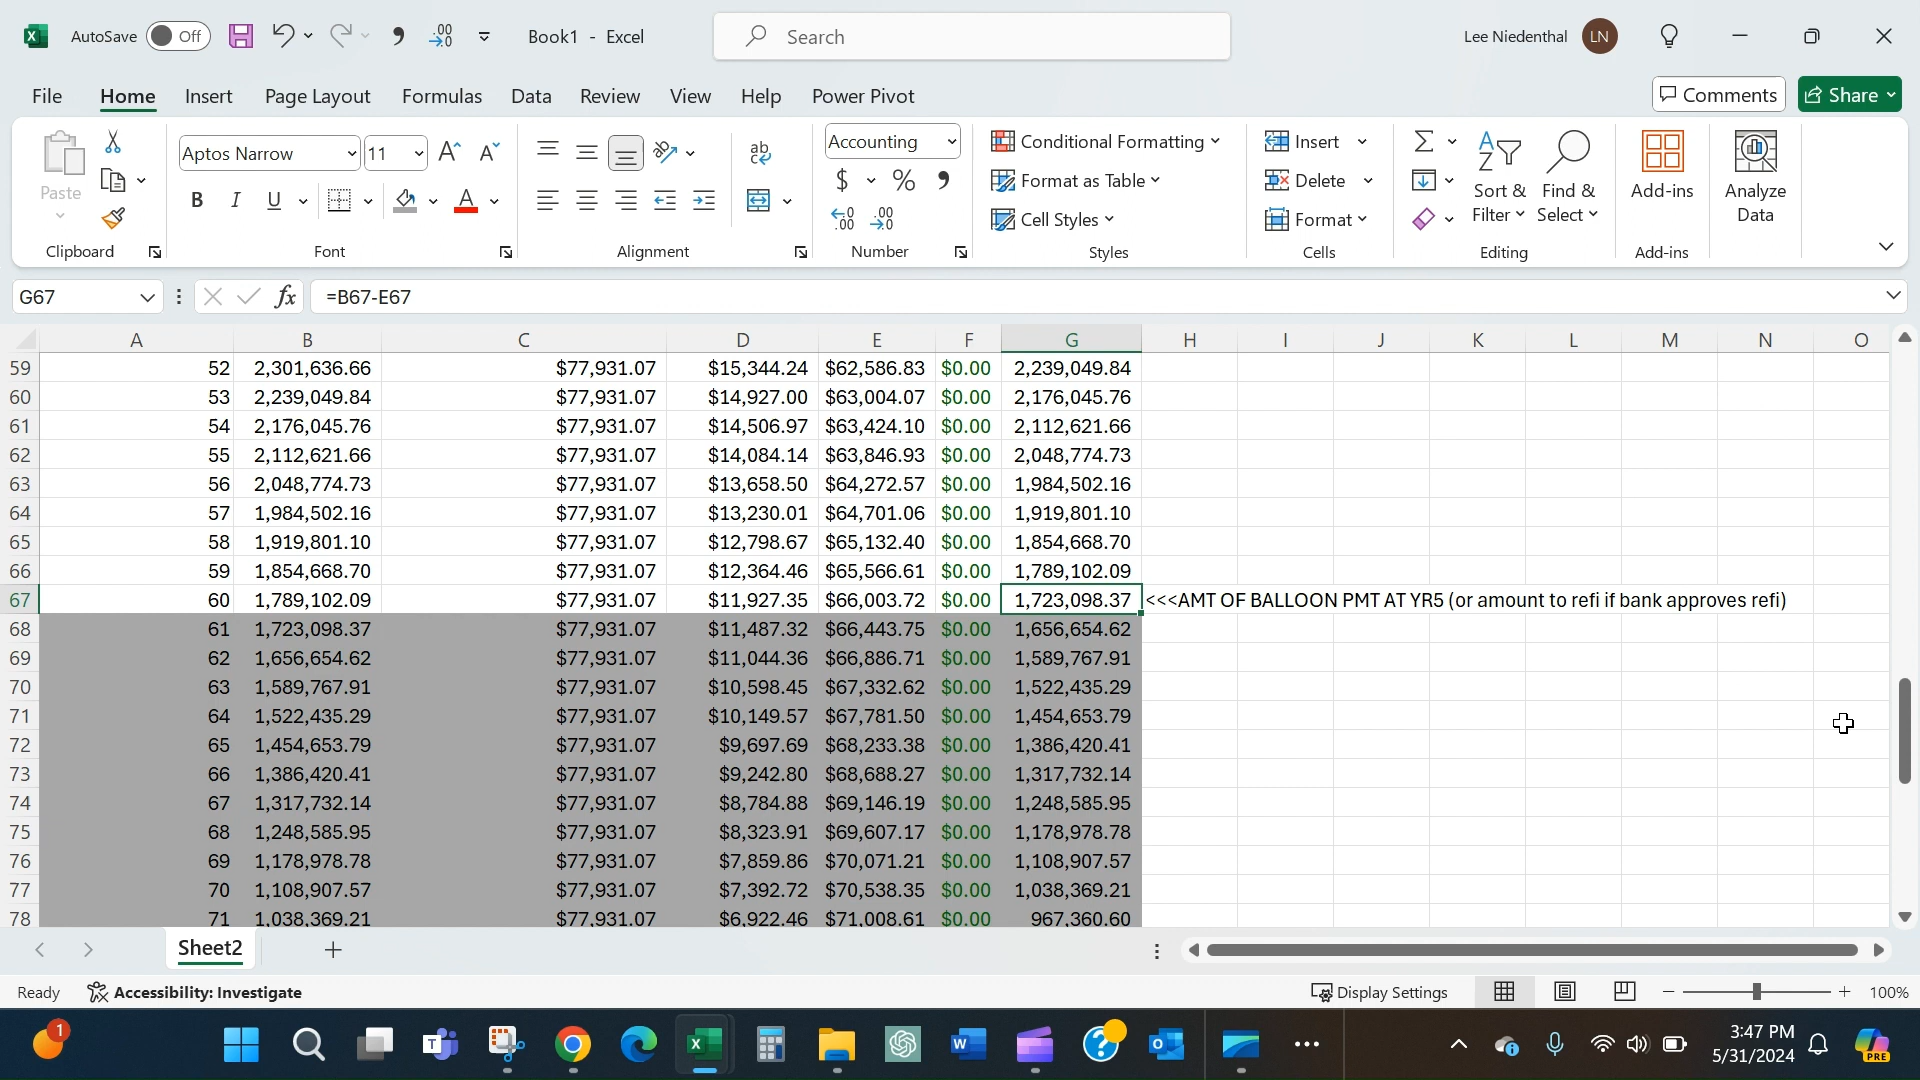 AutoSave Off Book1 - Excel Search Lee Niedenthal LN
File Home Insert Page Layout Formulas Data Review View Help Power Pivot Comments Share
Paste Aptos Narrow 11 Accounting Conditional Formatting Insert
Format as Table Delete Sort & Filter Find & Select Add-ins Analyze Data
Cell Styles Format
Clipboard Font Alignment Number Styles Cells Editing Add-ins
G67 fx =B67-E67
A B C D E F G H I J K L M N O
59 52 2,301,636.66 $77,931.07 $15,344.24 $62,586.83 $0.00 2,239,049.84
60 53 2,239,049.84 $77,931.07 $14,927.00 $63,004.07 $0.00 2,176,045.76
61 54 2,176,045.76 $77,931.07 $14,506.97 $63,424.10 $0.00 2,112,621.66
62 55 2,112,621.66 $77,931.07 $14,084.14 $63,846.93 $0.00 2,048,774.73
63 56 2,048,774.73 $77,931.07 $13,658.50 $64,272.57 $0.00 1,984,502.16
64 57 1,984,502.16 $77,931.07 $13,230.01 $64,701.06 $0.00 1,919,801.10
65 58 1,919,801.10 $77,931.07 $12,798.67 $65,132.40 $0.00 1,854,668.70
66 59 1,854,668.70 $77,931.07 $12,364.46 $65,566.61 $0.00 1,789,102.09
67 60 1,789,102.09 $77,931.07 $11,927.35 $66,003.72 $0.00 1,723,098.37 <<<AMT OF BALLOON PMT AT YR5 (or amount to refi if bank approves refi)
68 61 1,723,098.37 $77,931.07 $11,487.32 $66,443.75 $0.00 1,656,654.62
69 62 1,656,654.62 $77,931.07 $11,044.36 $66,886.71 $0.00 1,589,767.91
70 63 1,589,767.91 $77,931.07 $10,598.45 $67,332.62 $0.00 1,522,435.29
71 64 1,522,435.29 $77,931.07 $10,149.57 $67,781.50 $0.00 1,454,653.79
72 65 1,454,653.79 $77,931.07 $9,697.69 $68,233.38 $0.00 1,386,420.41
73 66 1,386,420.41 $77,931.07 $9,242.80 $68,688.27 $0.00 1,317,732.14
74 67 1,317,732.14 $77,931.07 $8,784.88 $69,146.19 $0.00 1,248,585.95
75 68 1,248,585.95 $77,931.07 $8,323.91 $69,607.17 $0.00 1,178,978.78
76 69 1,178,978.78 $77,931.07 $7,859.86 $70,071.21 $0.00 1,108,907.57
77 70 1,108,907.57 $77,931.07 $7,392.72 $70,538.35 $0.00 1,038,369.21
78 71 1,038,369.21 $77,931.07 $6,922.46 $71,008.61 $0.00 967,360.60
Sheet2
Ready Accessibility: Investigate Display Settings 100%
1 3:47 PM
5/31/2024 PRE